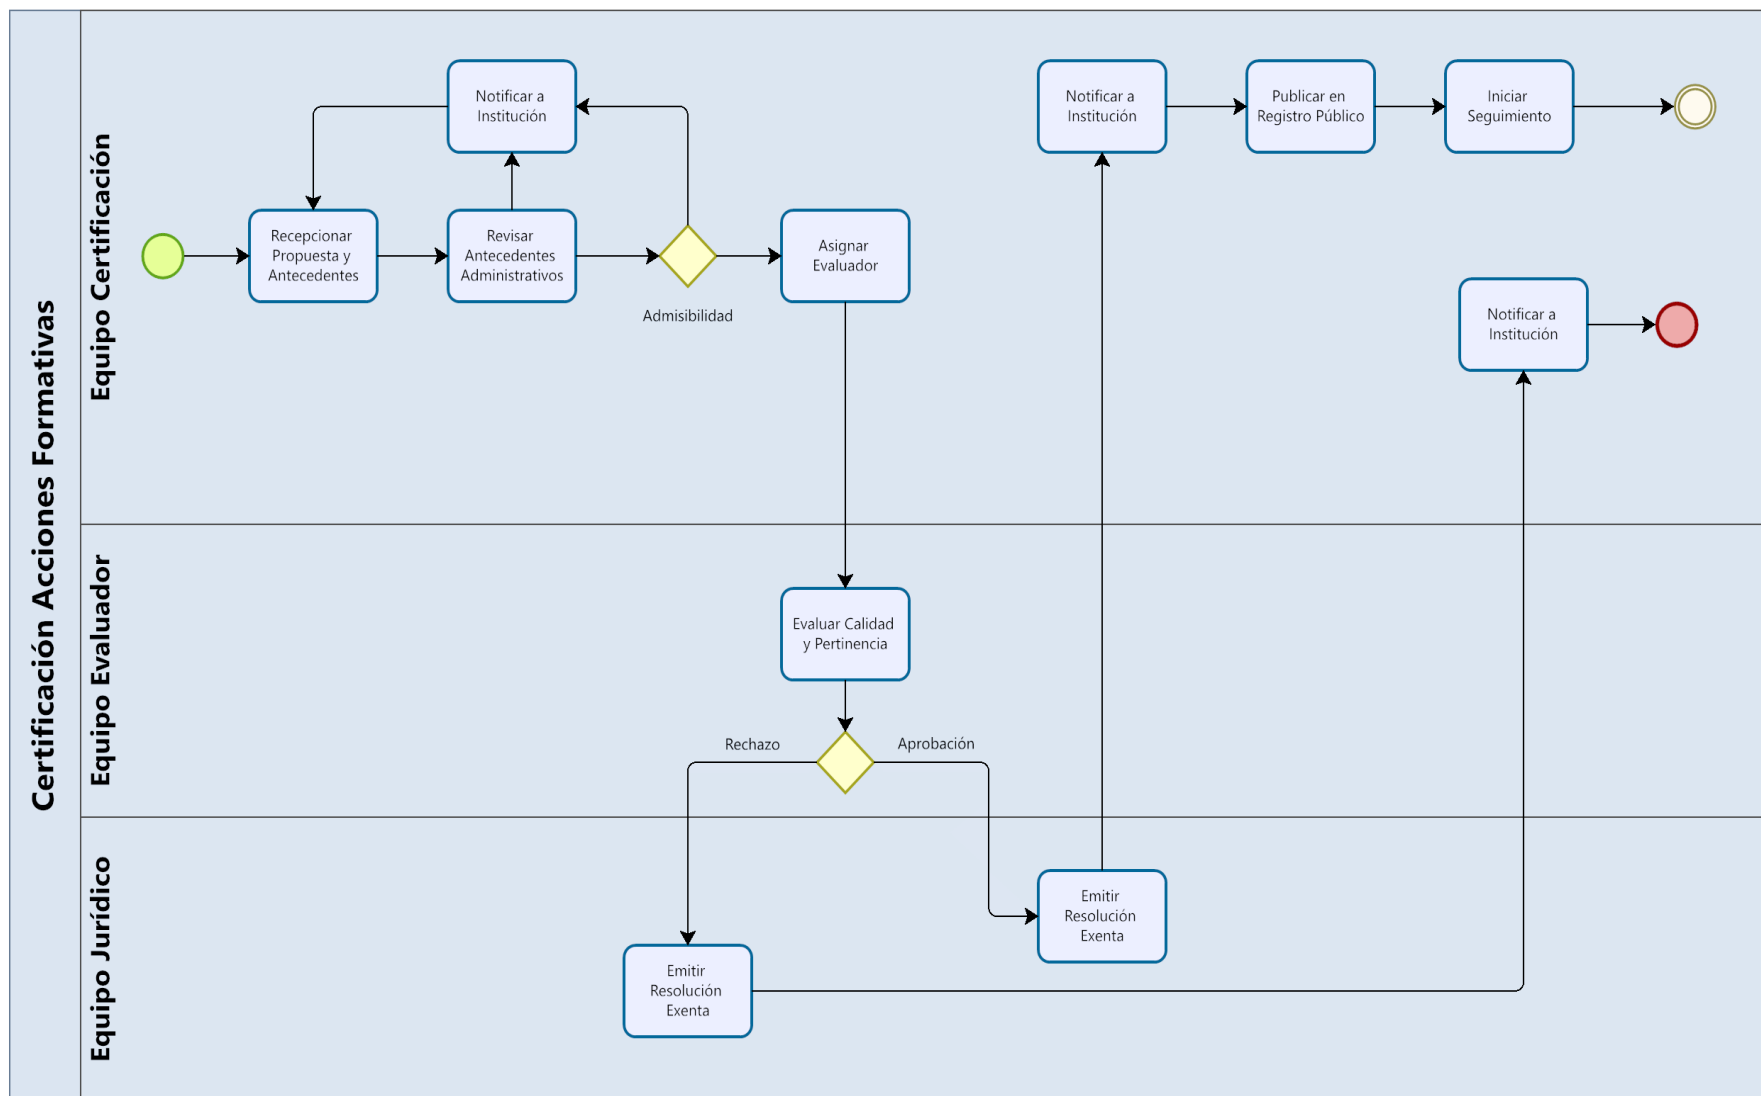 Certificación Acciones Formativas
Equipo Certificación
Notificar a
Institución
Recepcionar
Propuesta y
Antecedentes
Revisar
Antecedentes
Administrativos
Admisibilidad
Asignar
Evaluador
Notificar a
Institución
Publicar en
Registro Público
Iniciar
Seguimiento
Notificar a
Institución
Equipo Evaluador
Evaluar Calidad
y Pertinencia
Rechazo
Aprobación
Equipo Jurídico
Emitir
Resolución
Exenta
Emitir
Resolución
Exenta